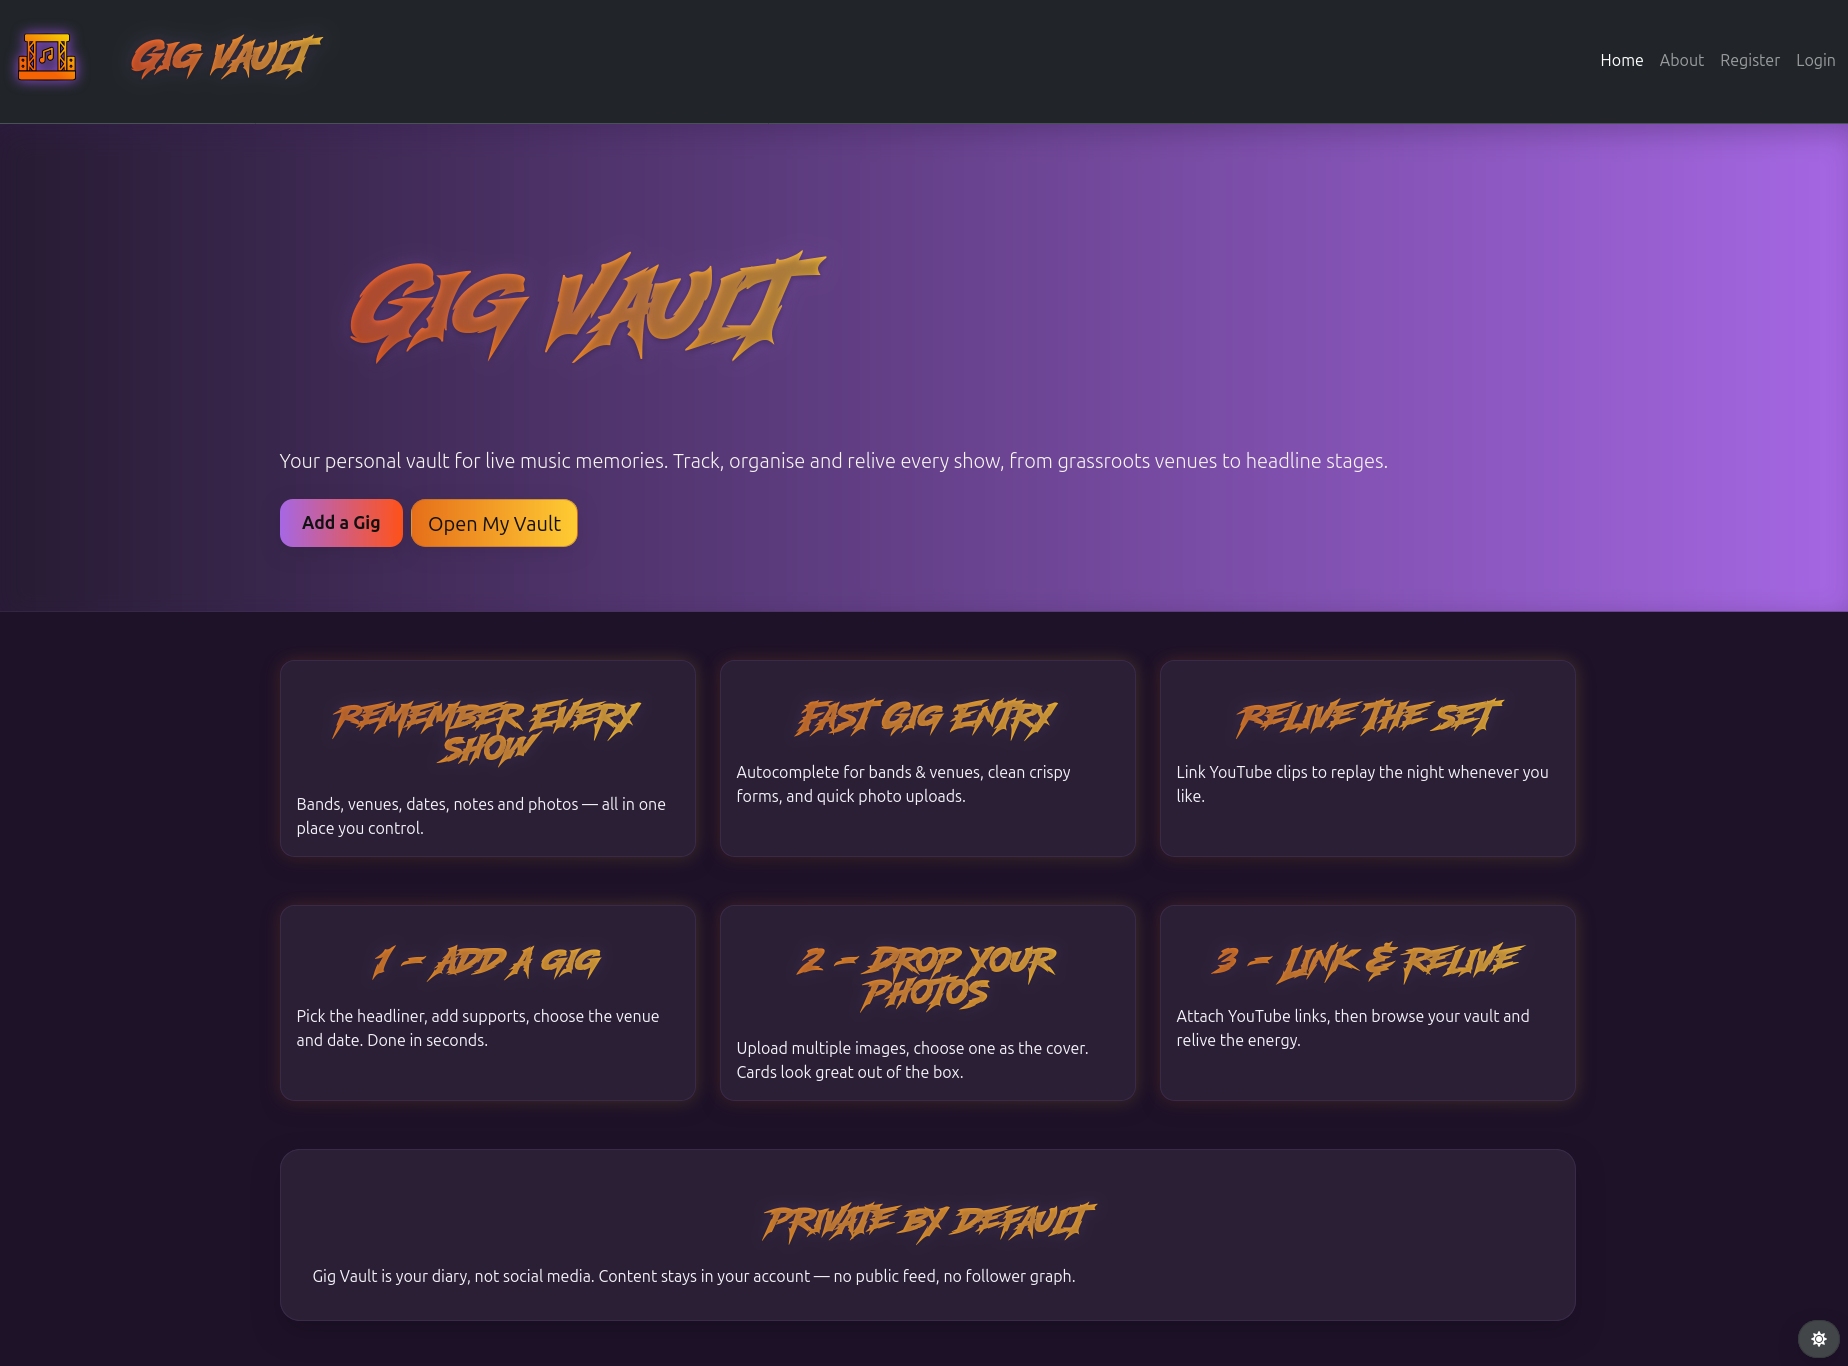 Gig Vault
Home About Register Login
Gig Vault
Your personal vault for live music memories. Track, organise and relive every show, from grassroots venues to headline stages.
Add a Gig Open My Vault
Remember Every
Show
Bands, venues, dates, notes and photos — all in one
place you control.
Fast Gig Entry
Autocomplete for bands & venues, clean crispy
forms, and quick photo uploads.
Relive the Set
Link YouTube clips to replay the night whenever you
like.
1 - Add a gig
Pick the headliner, add supports, choose the venue
and date. Done in seconds.
2 - Drop your
photos
Upload multiple images, choose one as the cover.
Cards look great out of the box.
3 - Link & Relive
Attach YouTube links, then browse your vault and
relive the energy.
Private by default
Gig Vault is your diary, not social media. Content stays in your account — no public feed, no follower graph.